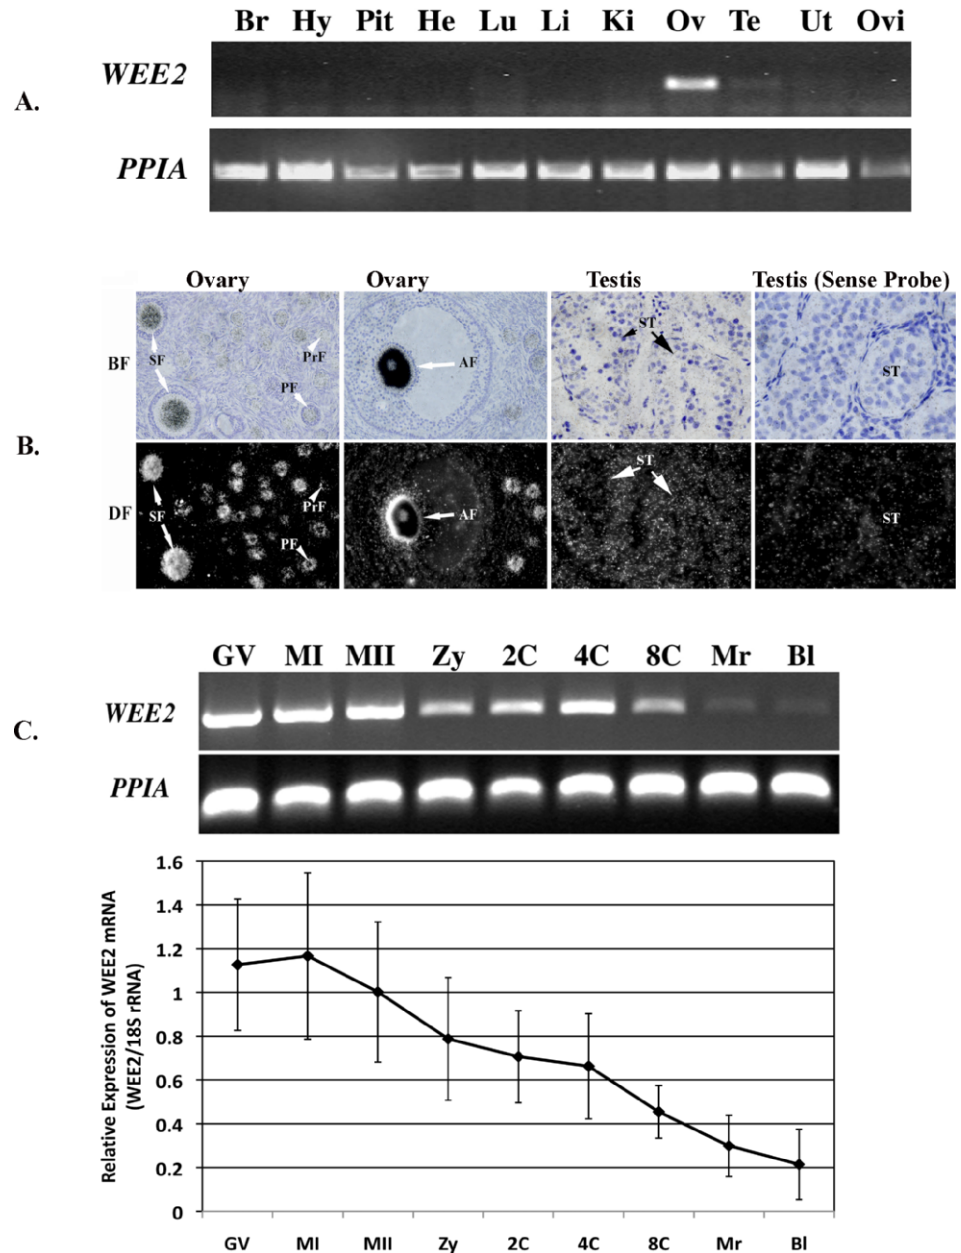 Br Hy Pit He Lu Li Ki Ov Te Ut Ovi
WEE2
A.
PPIA
Ovary Ovary Testis Testis (Sense Probe)
BF
SF PrF PF
AF
ST
ST
B.
DF
SF PrF PF
AF
ST
ST
GV MI MII Zy 2C 4C 8C Mr Bl
WEE2
C.
PPIA
Relative Expression of WEE2 mRNA
(WEE2/18S rRNA)
1.6
1.4
1.2
1
0.8
0.6
0.4
0.2
0
GV MI MII Zy 2C 4C 8C Mr Bl